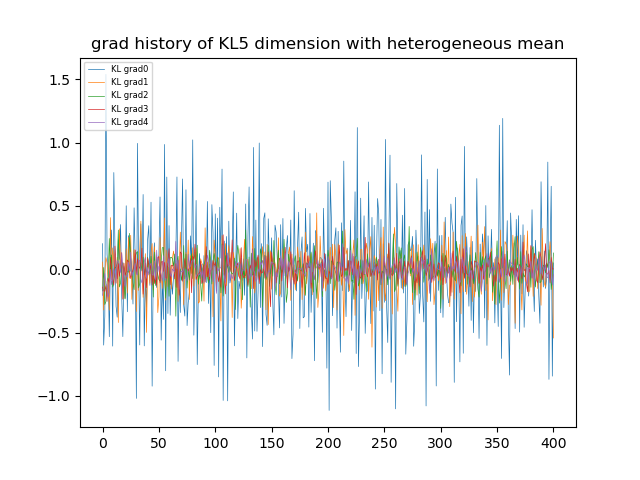 grad history of KL5 dimension with heterogeneous mean
KL grad0
KL grad1
KL grad2
KL grad3
KL grad4
1.5
1.0
0.5
0.0
−0.5
−1.0
0 50 100 150 200 250 300 350 400